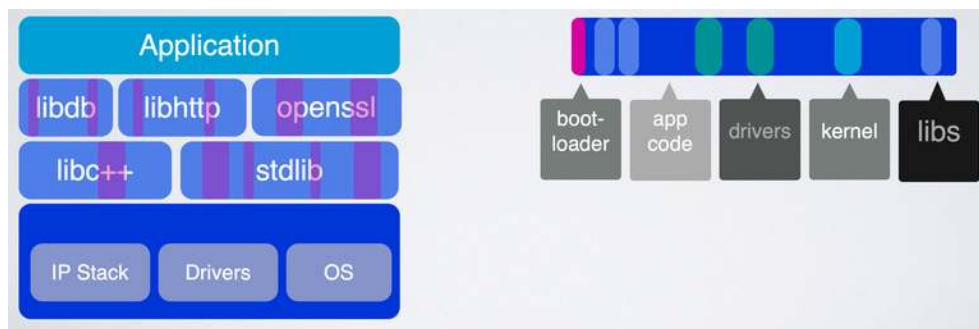 Application
libdb libhttp openssl
libc++ stdlib
IP Stack Drivers OS
boot-
loader
app
code
drivers
kernel
libs